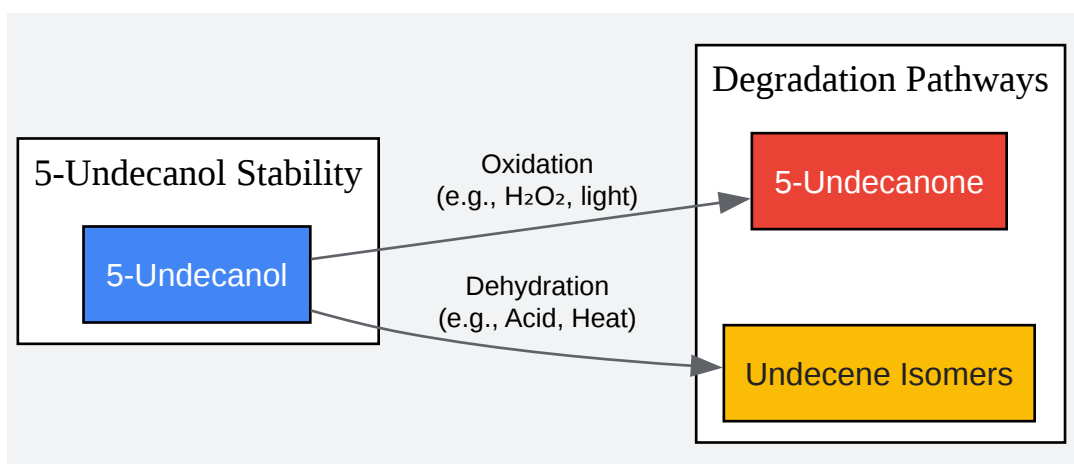 5-Undecanol Stability
5-Undecanol
Oxidation
(e.g., H₂O₂, light)
Dehydration
(e.g., Acid, Heat)
Degradation Pathways
5-Undecanone
Undecene Isomers